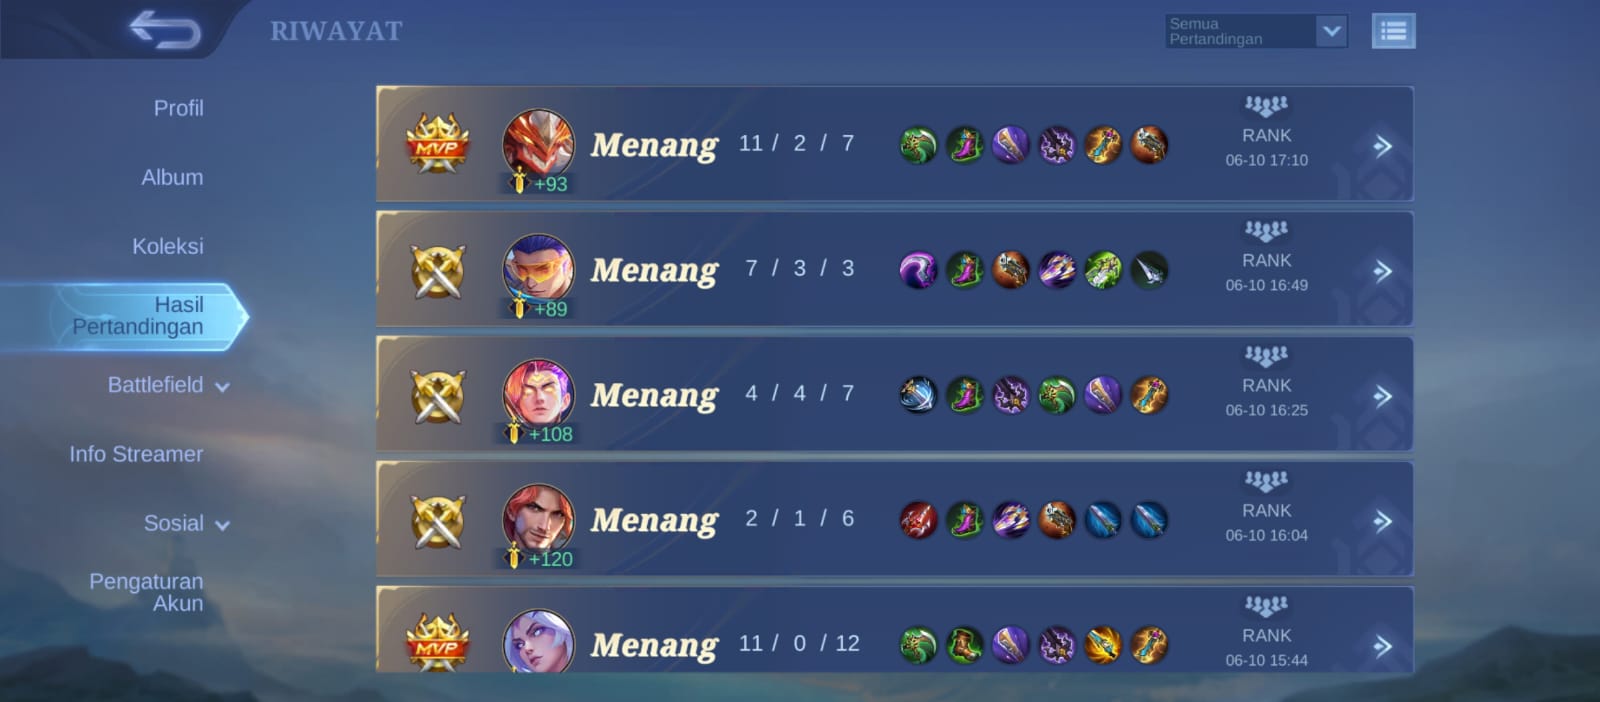 RIWAYAT
Semua
Pertandingan
Profil
Album
Koleksi
Hasil
Pertandingan
Battlefield
Info Streamer
Sosial
Pengaturan
Akun
MVP
+93
Menang
11 / 2 / 7
RANK
06-10 17:10
+89
Menang
7 / 3 / 3
RANK
06-10 16:49
+108
Menang
4 / 4 / 7
RANK
06-10 16:25
+120
Menang
2 / 1 / 6
RANK
06-10 16:04
MVP
Menang
11 / 0 / 12
RANK
06-10 15:44